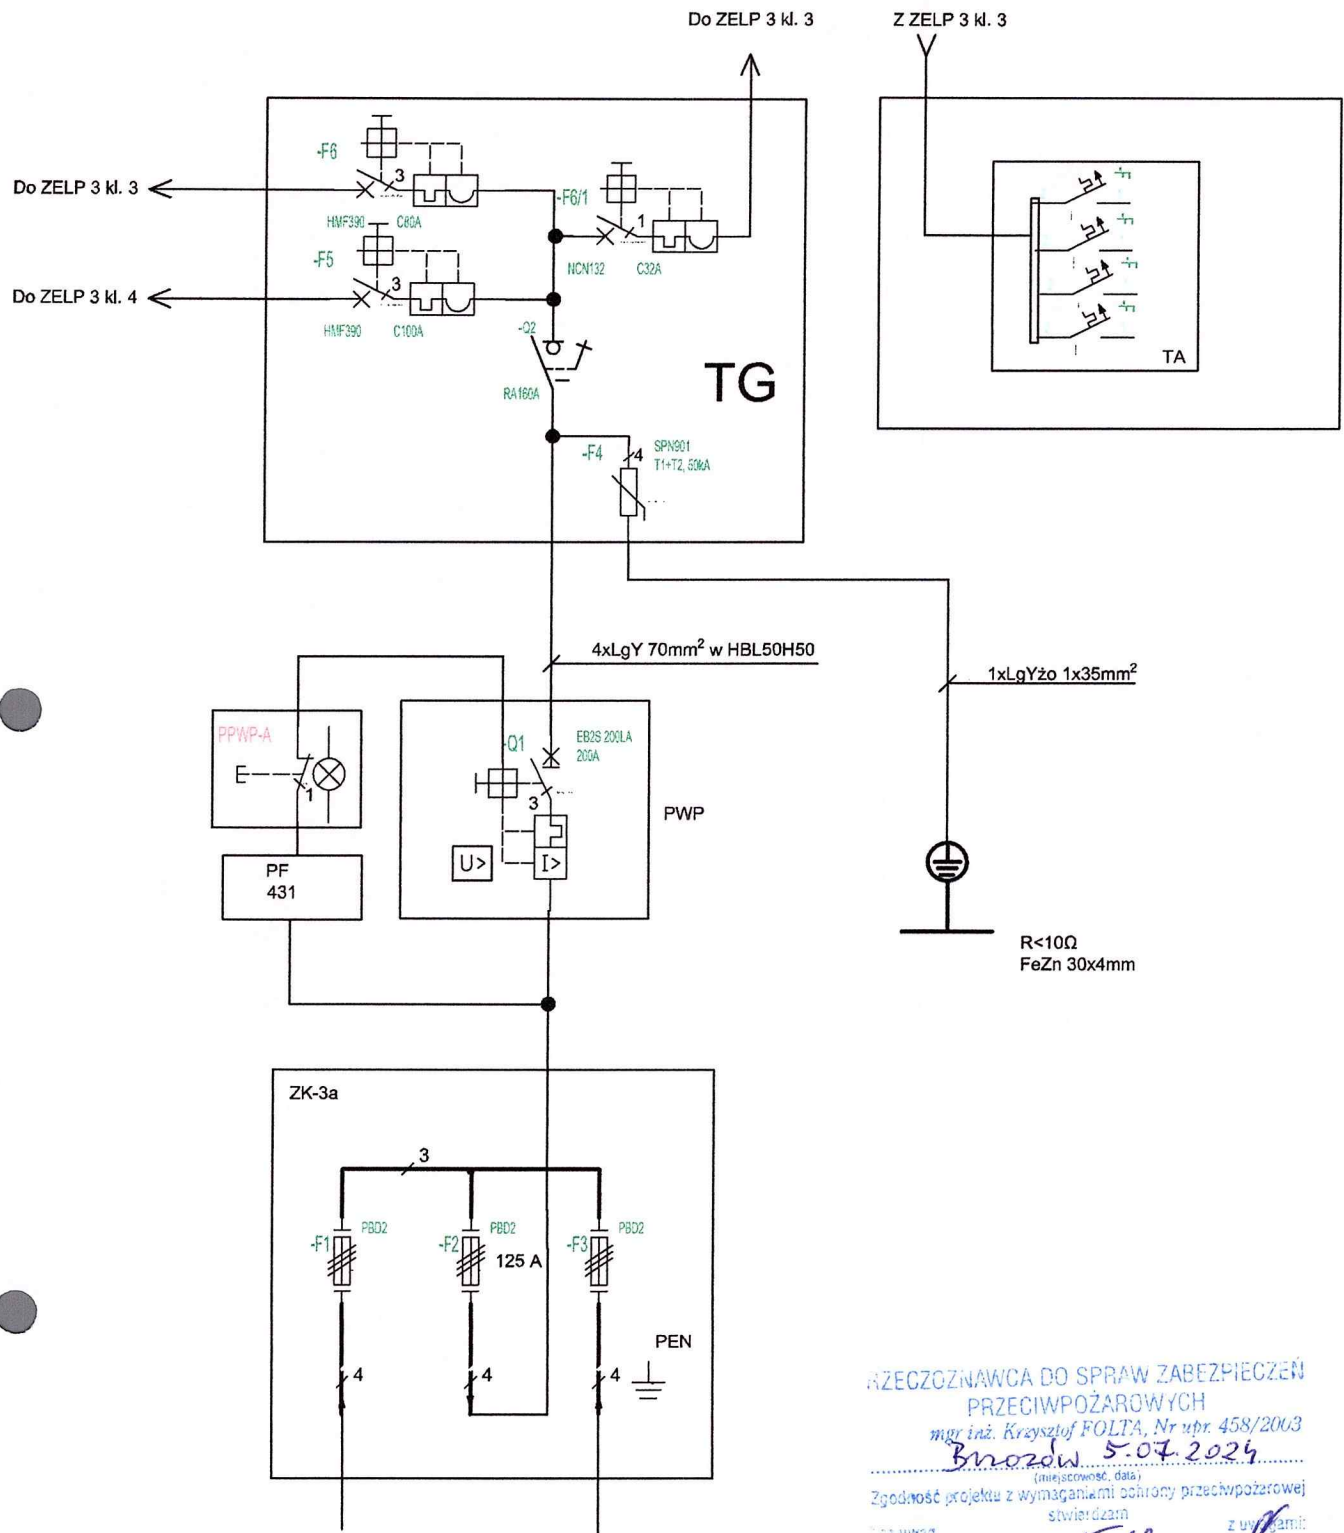 Do ZELP 3 kl. 3
Z ZELP 3 kl. 3
-F6
3
Do ZELP 3 kl. 3
-F6/1
1
HMF390 C80A
NCN132 C32A
-F5
3
Do ZELP 3 kl. 4
HMF390 C100A
-Q2
RA160A
TG
TA
-F4
4
SPN901
T1+T2, 50kA
4xLgY 70mm² w HBL50H50
1xLgYżo 1x35mm²
PPWP-A
E
1
-Q1
EB2S 200LA
200A
3
PWP
U>
I>
PF
431
R<10Ω
FeZn 30x4mm
ZK-3a
3
-F1
PBD2
-F2
PBD2
125 A
-F3
PBD2
4
4
4
PEN
RZECZOZNAWCA DO SPRAW ZABEZPIECZEŃ
PRZECIWPOŻAROWYCH
mgr inż. Krzysztof FOLTA, Nr upr. 458/2003
Brzozów 5.07.2024
(miejscowość, data)
Zgodność projektu z wymaganiami ochrony przeciwpożarowej
stwierdzam
z uwagami: